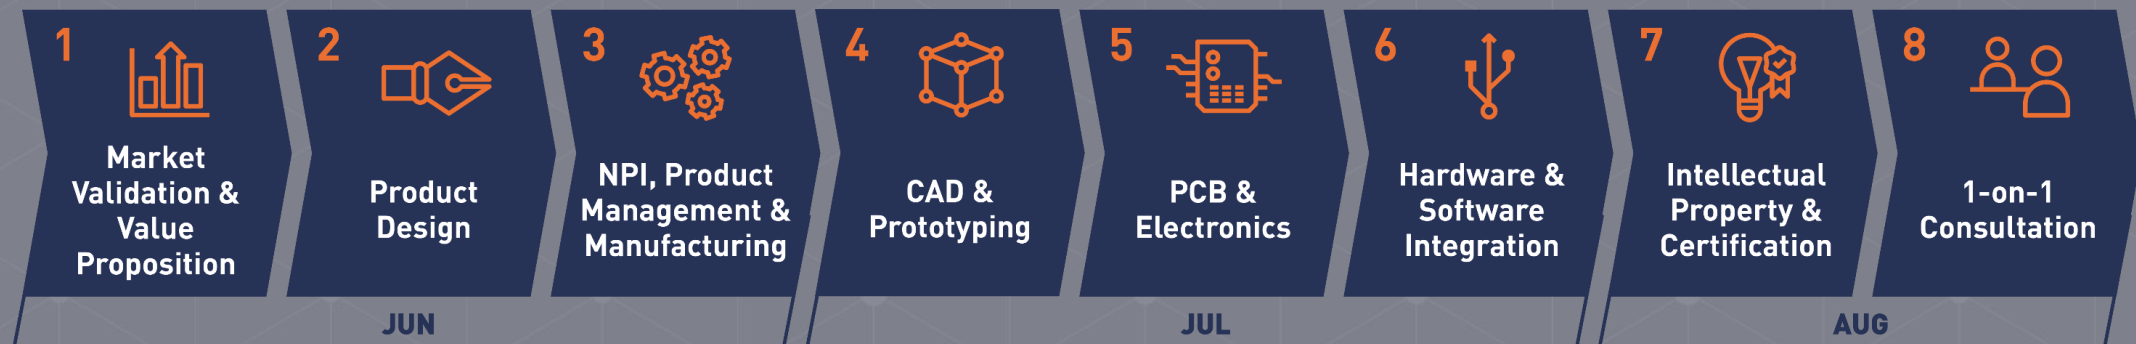 1
Market
Validation &
Value
Proposition
2
Product
Design
3
NPI, Product
Management &
Manufacturing
4
CAD &
Prototyping
5
PCB &
Electronics
6
Hardware &
Software
Integration
7
Intellectual
Property &
Certification
8
1-on-1
Consultation
JUN
JUL
AUG